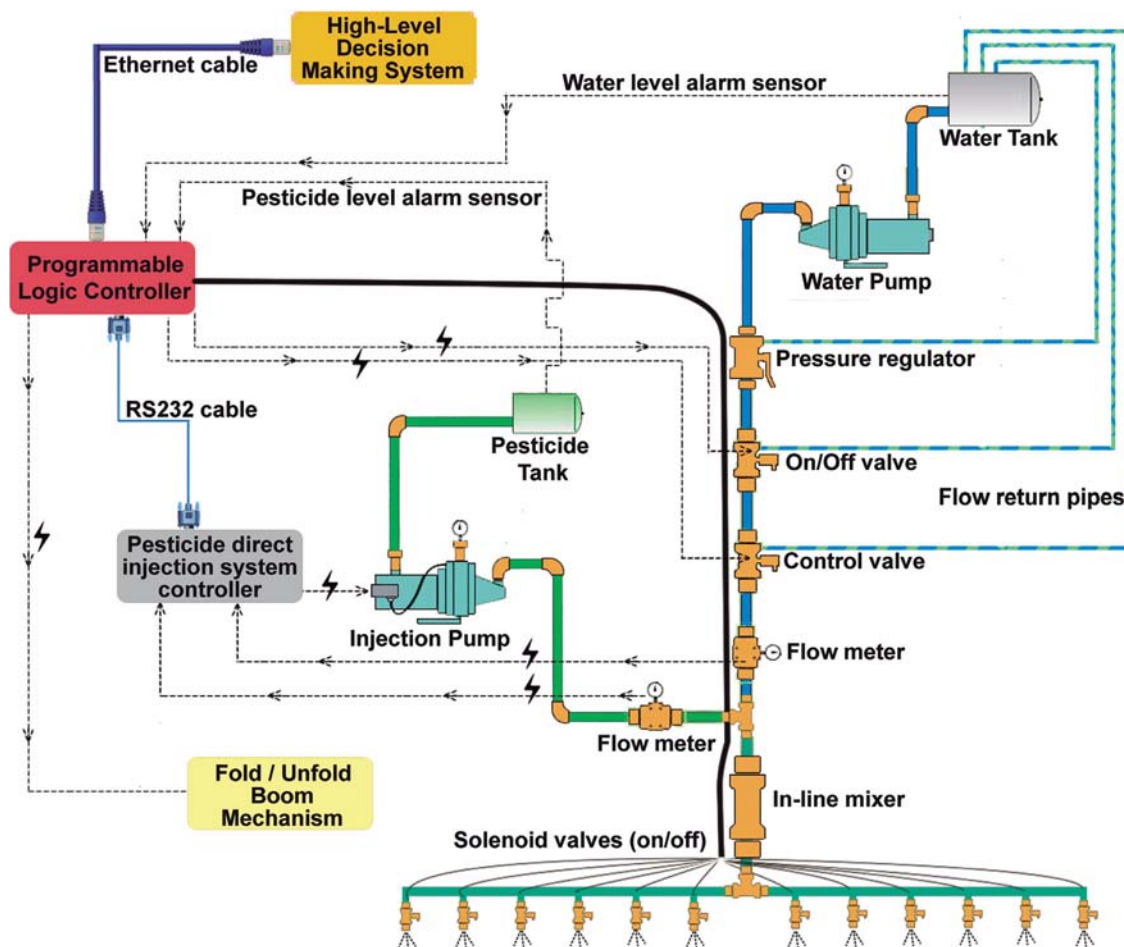 High-Level
Decision
Making System
Ethernet cable
Water level alarm sensor
Water Tank
Pesticide level alarm sensor
Programmable
Logic Controller
Water Pump
Pressure regulator
RS232 cable
Pesticide
Tank
On/Off valve
Flow return pipes
Pesticide direct
injection system
controller
Control valve
Injection Pump
Flow meter
Flow meter
Fold / Unfold
Boom
Mechanism
In-line mixer
Solenoid valves (on/off)